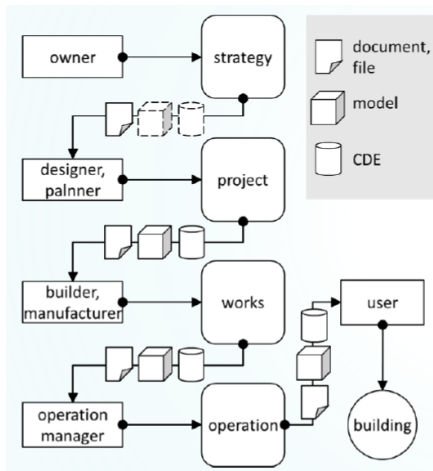 owner
strategy
document,
file
model
CDE
designer,
palnner
project
builder,
manufacturer
works
user
operation
manager
operation
building